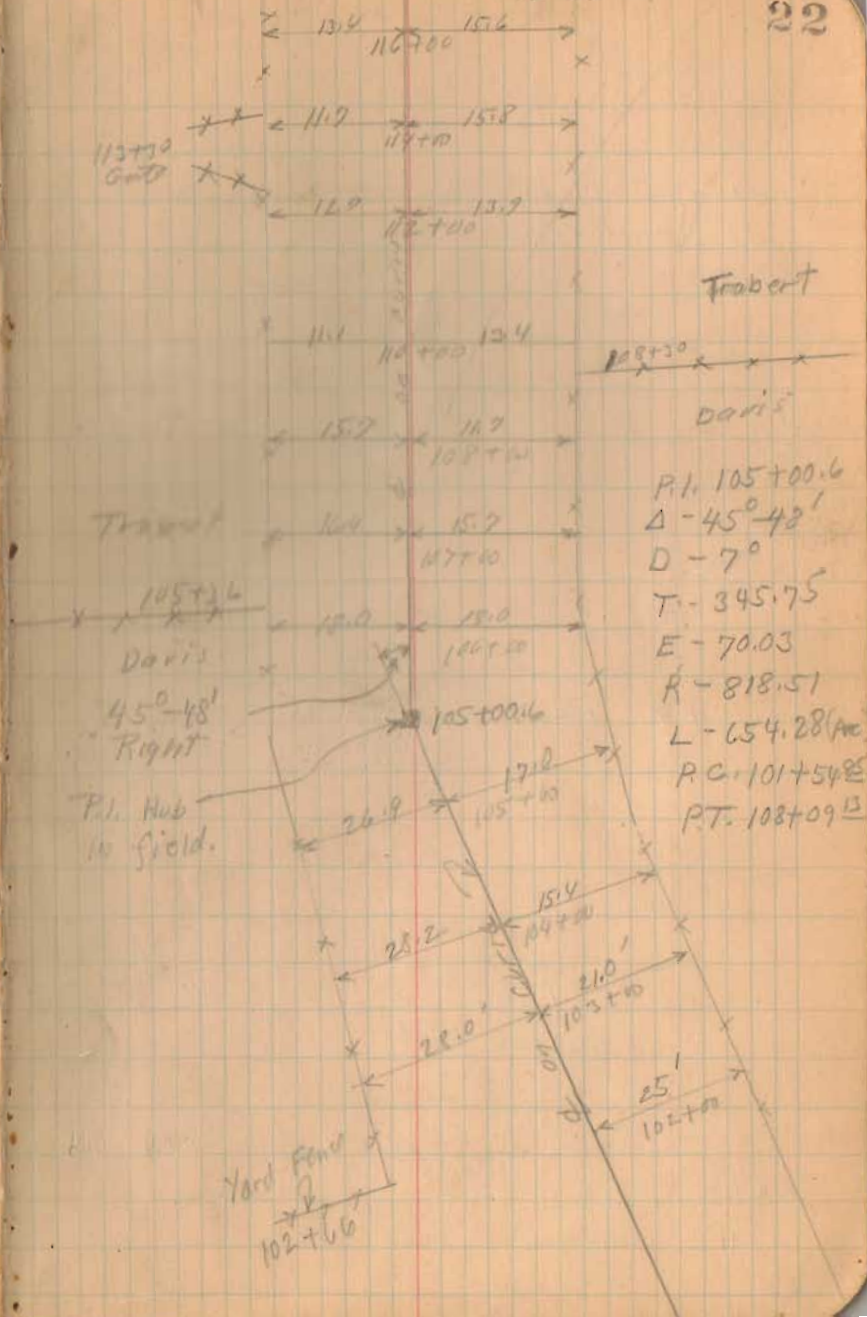 22
13.4 15.6
116+00
11.7 15.8
114+00
113+30
Gate
12.9 13.9
112+00
Trabert
11.1 13.4
110+00
108+30
Davis
15.7 11.7
108+00
P.I. 105+00.6
Δ - 45°-48'
D - 7°
T. - 345.75
E - 70.03
R - 818.51
L - 654.28 (Arc
P.C. 101+54.85
P.T. 108+09.13
Trabert
16.4 15.7
107+00
105+36
18.0 18.0
106+00
Davis
45°-48'
Right
105+00.6
P.I. Hub
in field.
26.9 17.0
105+00
28.2 15.4
104+00
28.0' 21.0'
103+00
25'
102+00
Yard Fence
102+66